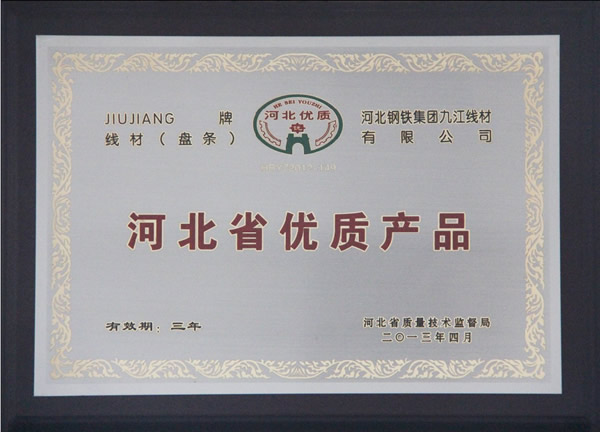 JIUJIANG 牌
线材（盘条）
HE BEI YOUZHI
河北优质
河北钢铁集团九江线材
有限公司
河北省优质产品
有效期：三年
河北省质量技术监督局
二〇一三年四月